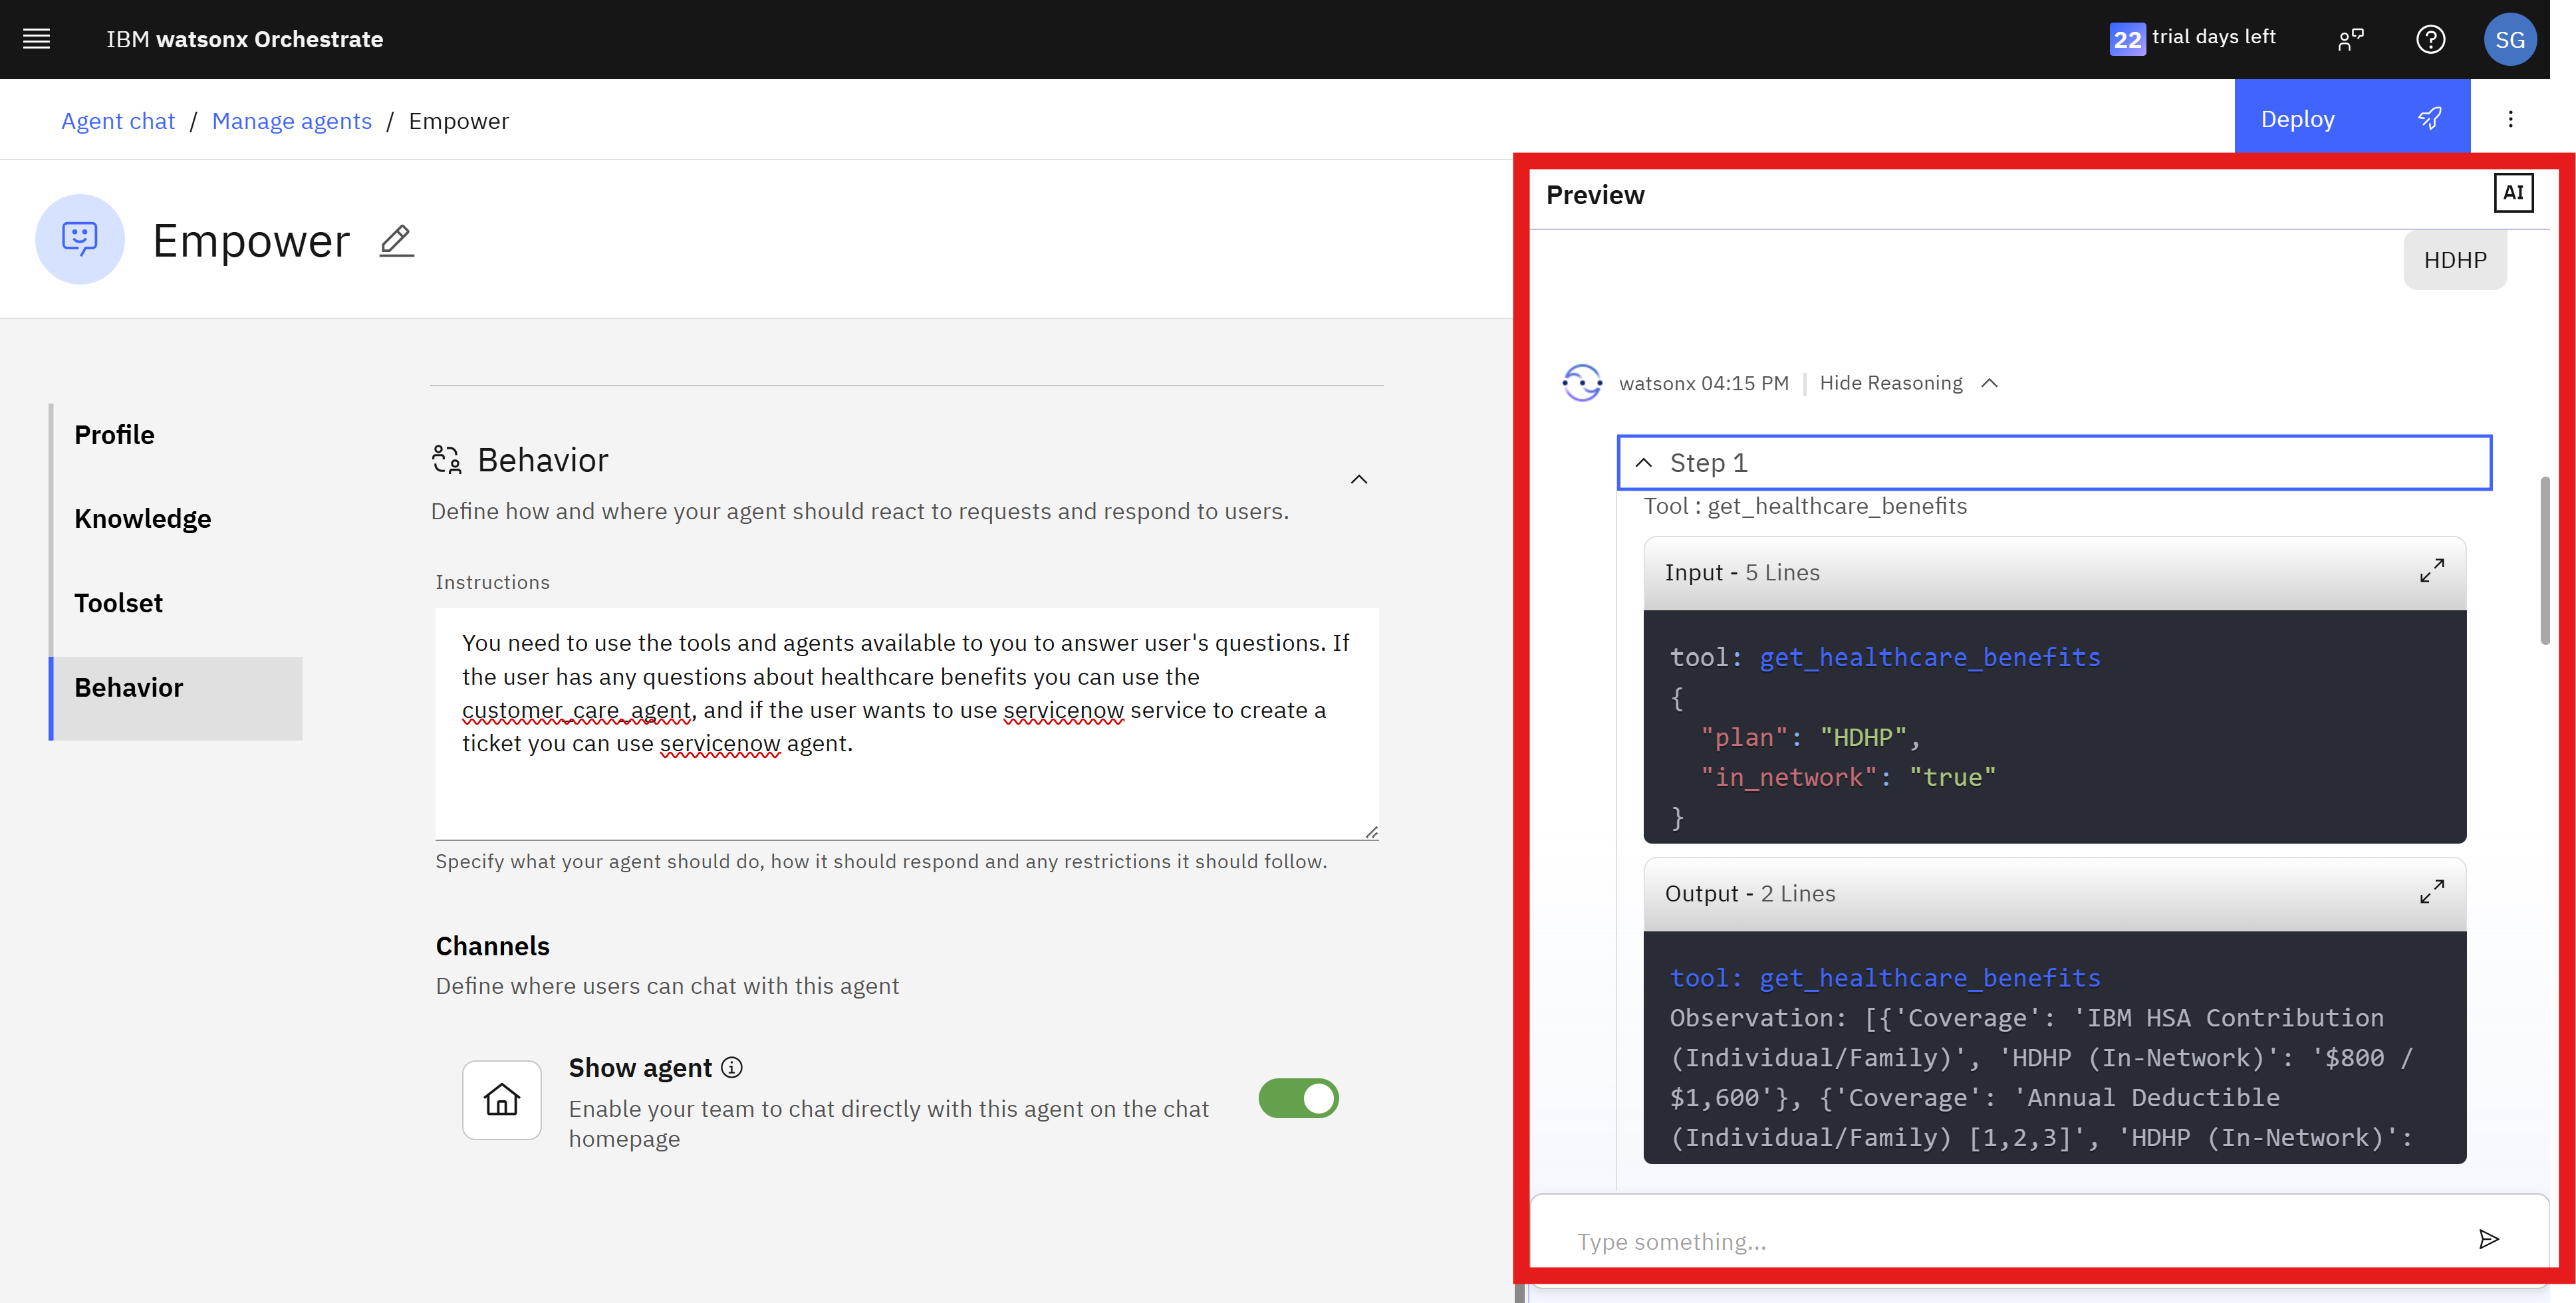 IBM watsonx Orchestrate
22 trial days left
SG
Agent chat / Manage agents / Empower
Deploy
Empower
Profile
Knowledge
Toolset
Behavior
Behavior
Define how and where your agent should react to requests and respond to users.
Instructions
You need to use the tools and agents available to you to answer user's questions. If
the user has any questions about healthcare benefits you can use the
customer_care_agent, and if the user wants to use servicenow service to create a
ticket you can use servicenow agent.
Specify what your agent should do, how it should respond and any restrictions it should follow.
Channels
Define where users can chat with this agent
Show agent
Enable your team to chat directly with this agent on the chat
homepage
Preview
AI
HDHP
watsonx 04:15 PM | Hide Reasoning
Step 1
Tool : get_healthcare_benefits
Input - 5 Lines
tool: get_healthcare_benefits
{
"plan": "HDHP",
"in_network": "true"
}
Output - 2 Lines
tool: get_healthcare_benefits
Observation: [{'Coverage': 'IBM HSA Contribution
(Individual/Family)', 'HDHP (In-Network)': '$800 /
$1,600'}, {'Coverage': 'Annual Deductible
(Individual/Family) [1,2,3]', 'HDHP (In-Network)':
Type something...